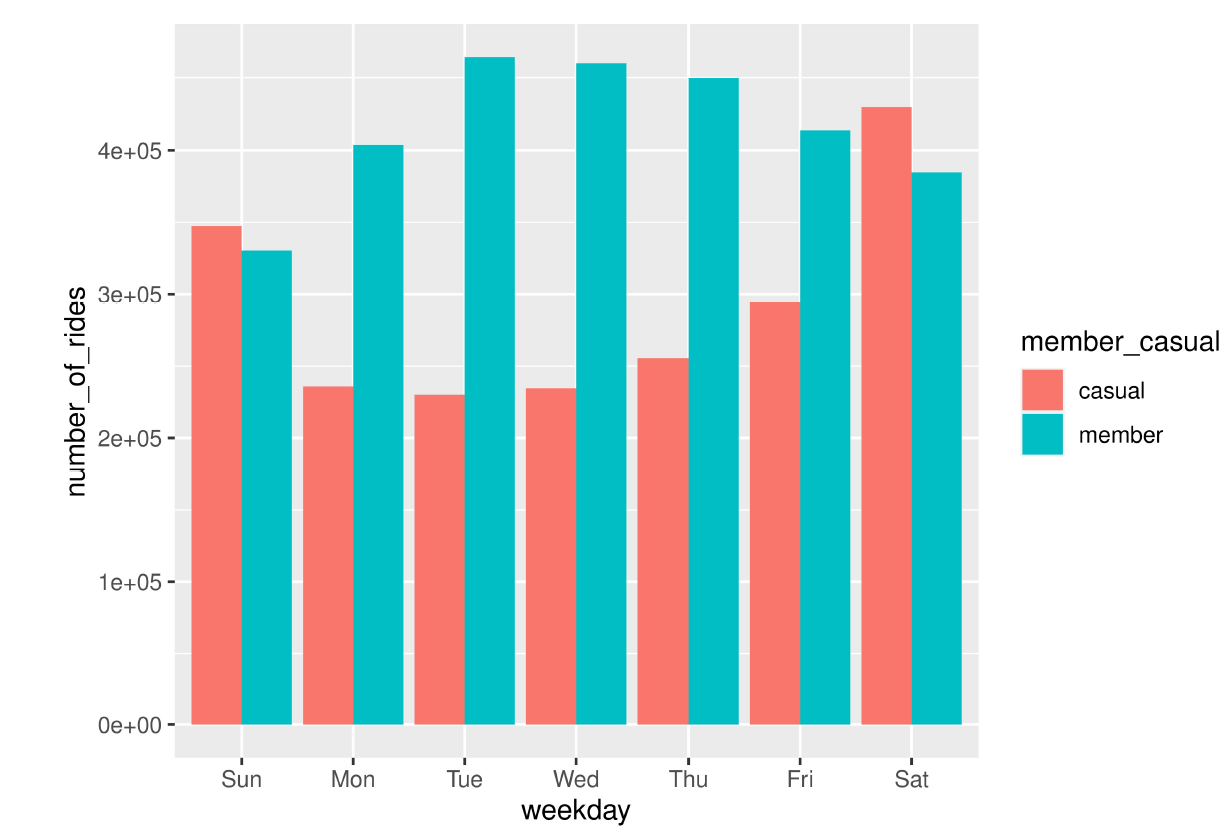 number_of_rides
4e+05
3e+05
2e+05
1e+05
0e+00
Sun Mon Tue Wed Thu Fri Sat
weekday
member_casual
casual
member